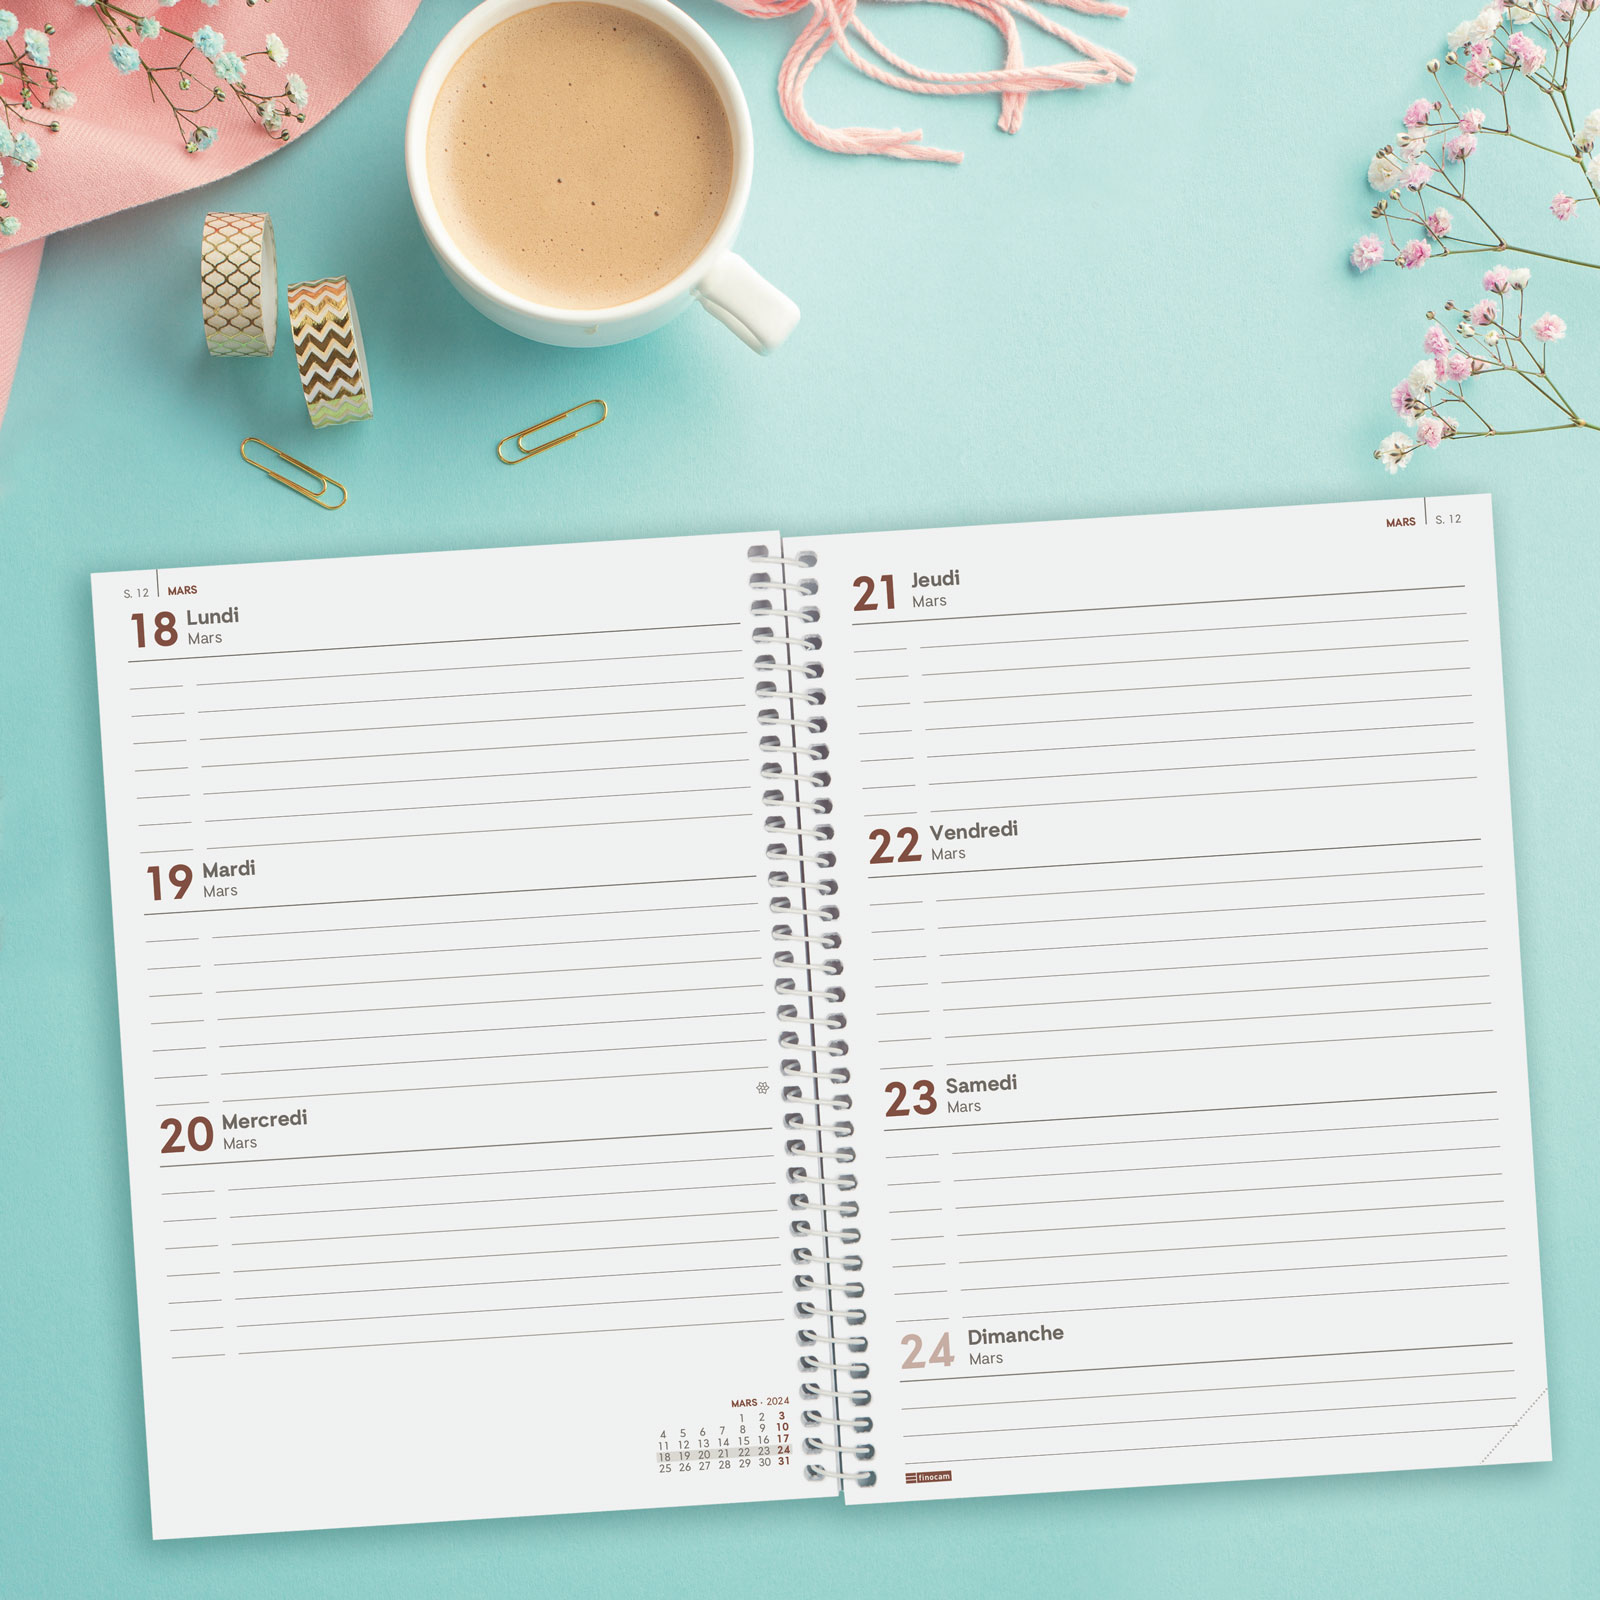 S. 12 | MARS
18 Lundi
Mars
19 Mardi
Mars
20 Mercredi
Mars
MARS · 2024
1 2 3
4 5 6 7 8 9 10
11 12 13 14 15 16 17
18 19 20 21 22 23 24
25 26 27 28 29 30 31
MARS | S. 12
21 Jeudi
Mars
22 Vendredi
Mars
23 Samedi
Mars
24 Dimanche
Mars
finocam